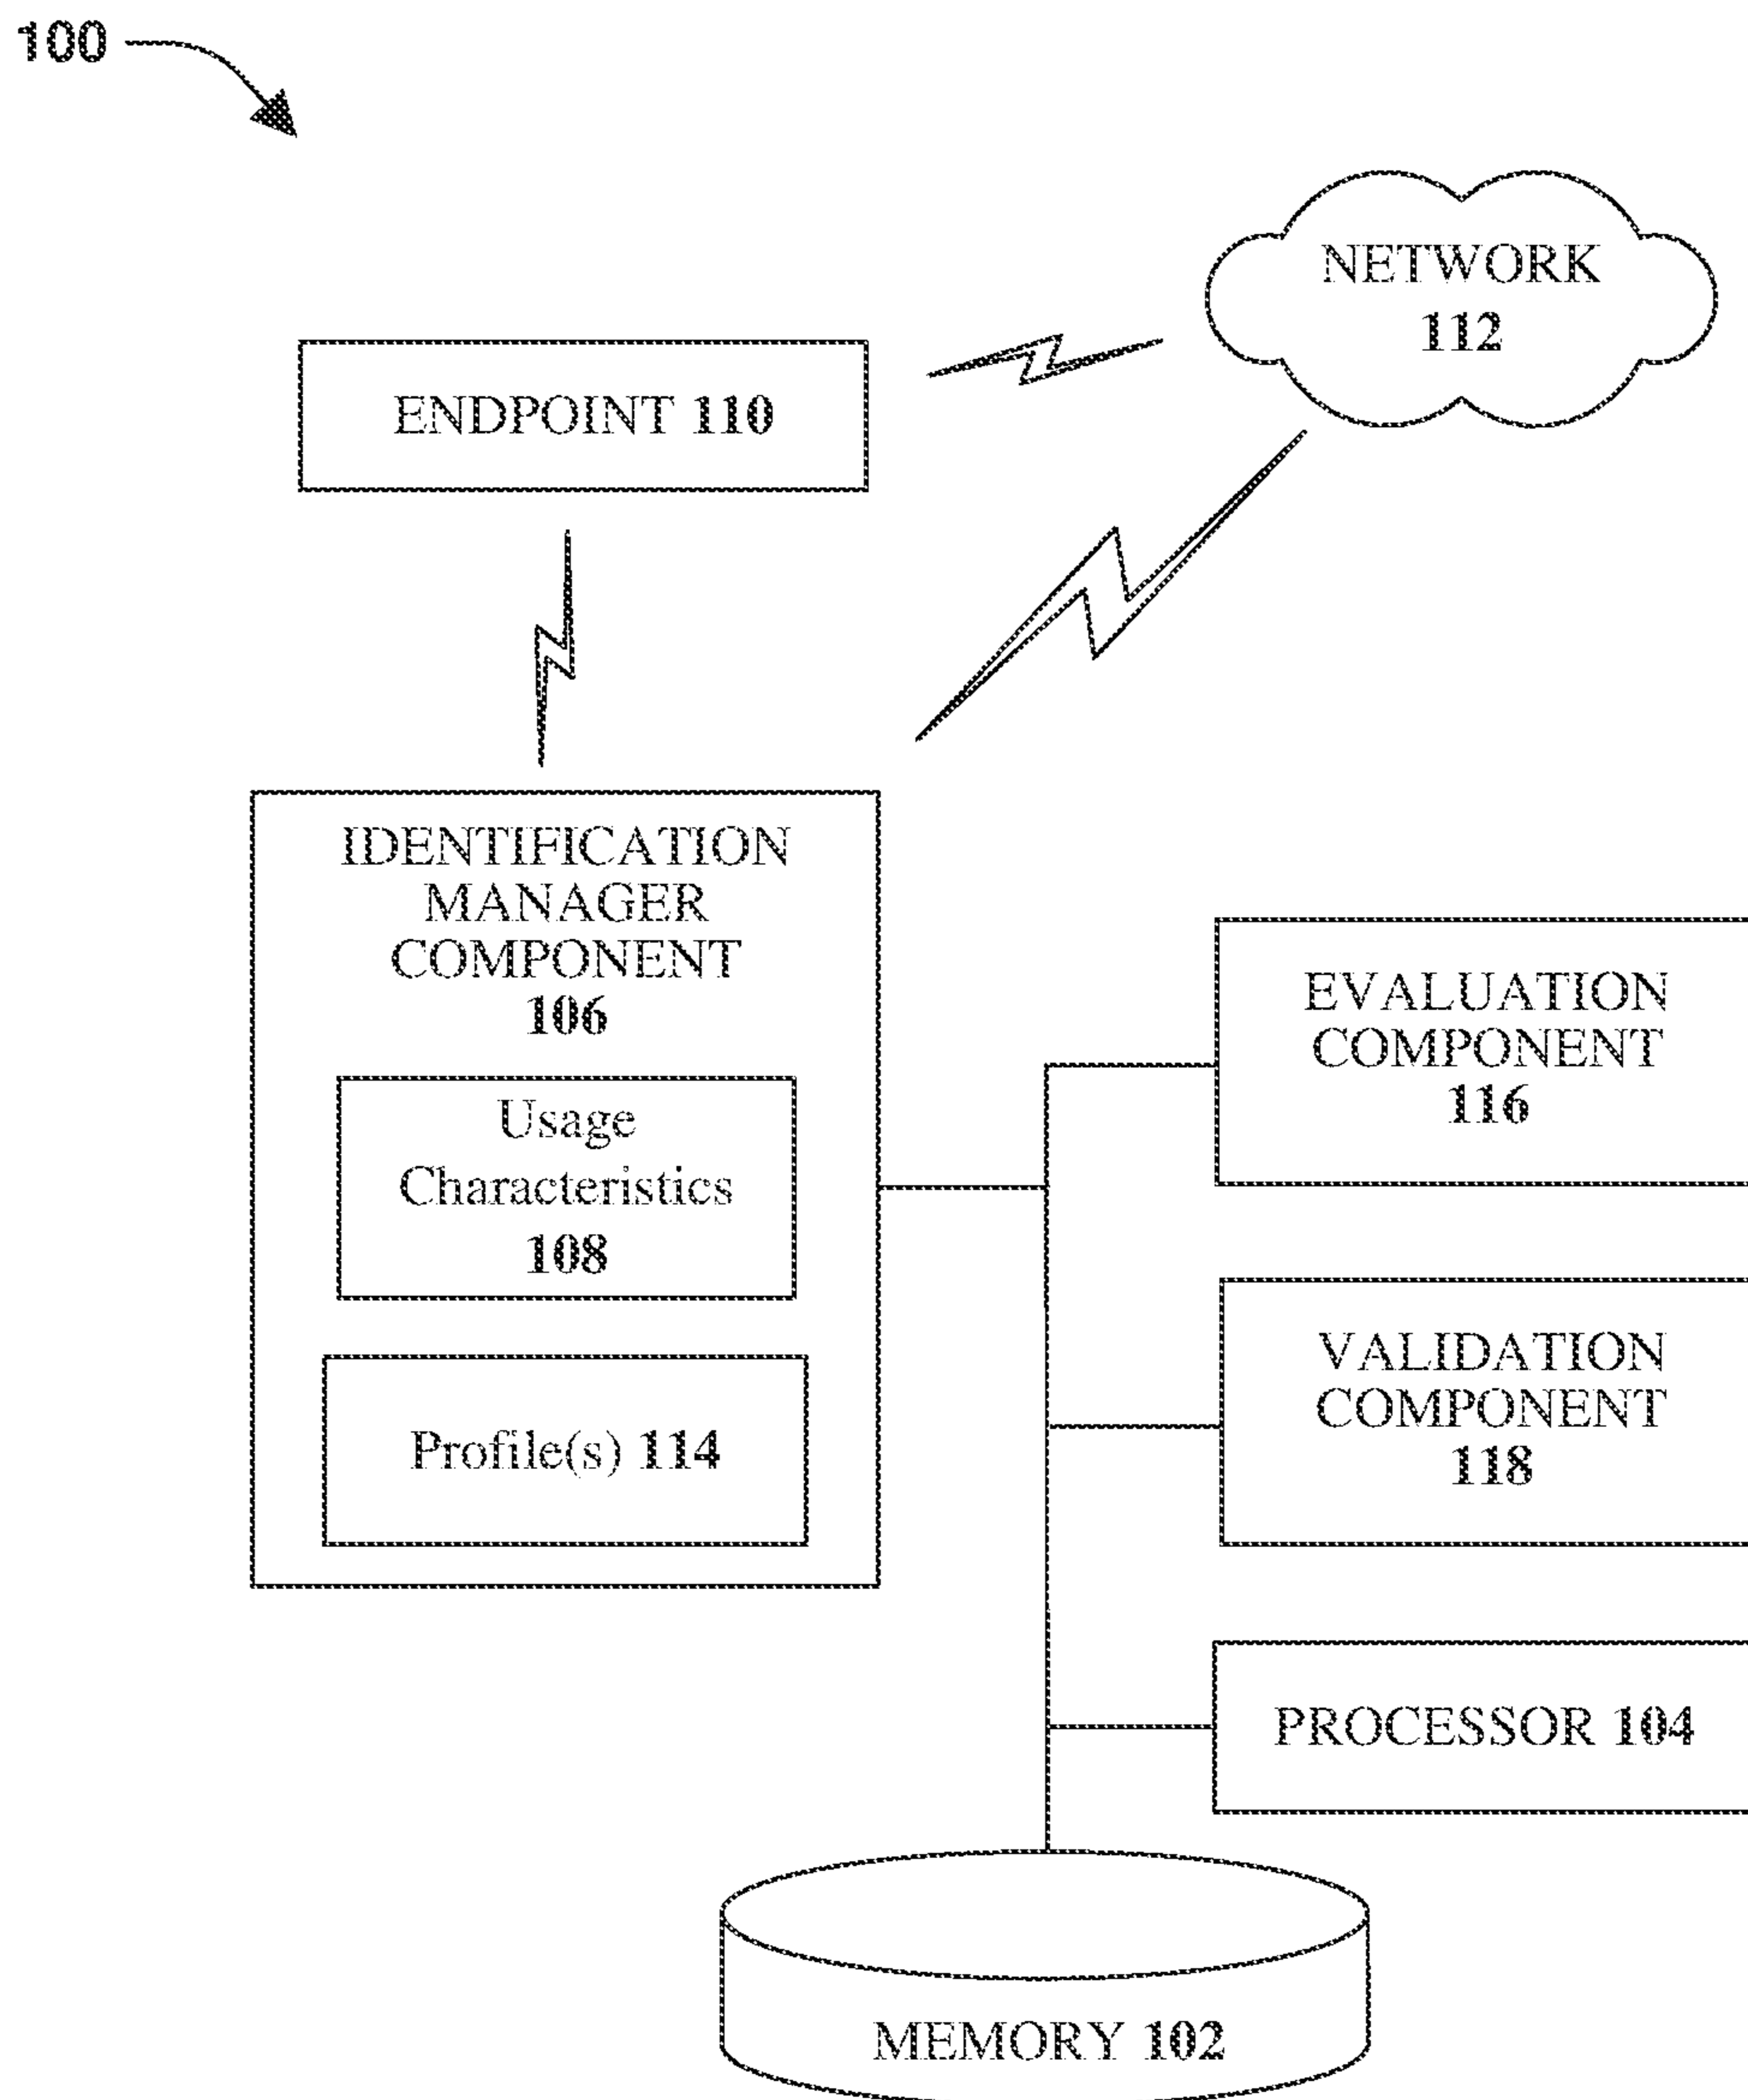 100
NETWORK
112
ENDPOINT 110
IDENTIFICATION
MANAGER
COMPONENT
106
Usage
Characteristics
108
Profile(s) 114
EVALUATION
COMPONENT
116
VALIDATION
COMPONENT
118
PROCESSOR 104
MEMORY 102